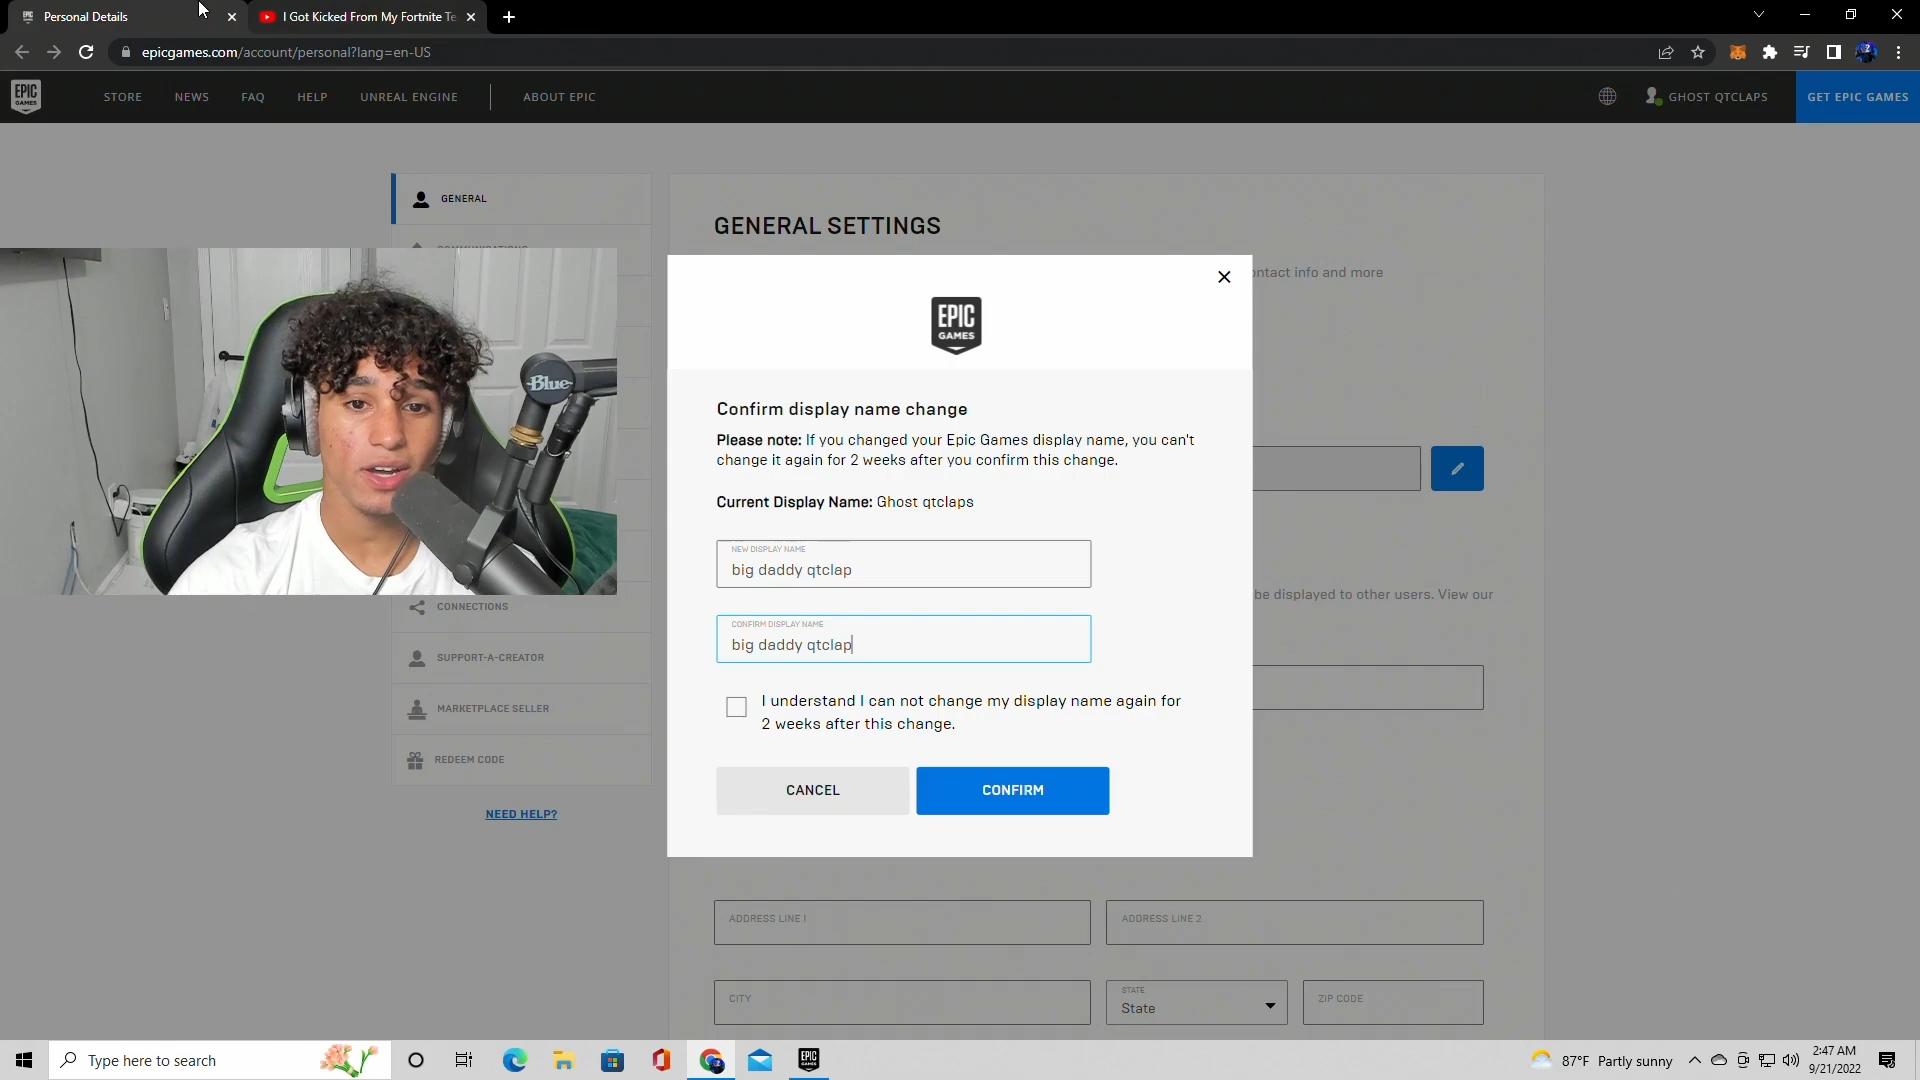 Personal Details
I Got Kicked From My Fortnite Te
epicgames.com/account/personal?lang=en-US
EPIC GAMES
STORE
NEWS
FAQ
HELP
UNREAL ENGINE
ABOUT EPIC
GHOST QTCLAPS
GET EPIC GAMES
GENERAL
GENERAL SETTINGS
ontact info and more
EPIC
GAMES
Confirm display name change
Please note: If you changed your Epic Games display name, you can't
change it again for 2 weeks after you confirm this change.
Current Display Name: Ghost qtclaps
NEW DISPLAY NAME
big daddy qtclap
Blue
CONFIRM DISPLAY NAME
big daddy qtclap
be displayed to other users. View our
CONNECTIONS
SUPPORT-A-CREATOR
MARKETPLACE SELLER
REDEEM CODE
NEED HELP?
I understand I can not change my display name again for
2 weeks after this change.
CANCEL
CONFIRM
ADDRESS LINE 1
ADDRESS LINE 2
CITY
STATE
State
ZIP CODE
Type here to search
EPIC
87°F Partly sunny
2:47 AM
9/21/2022